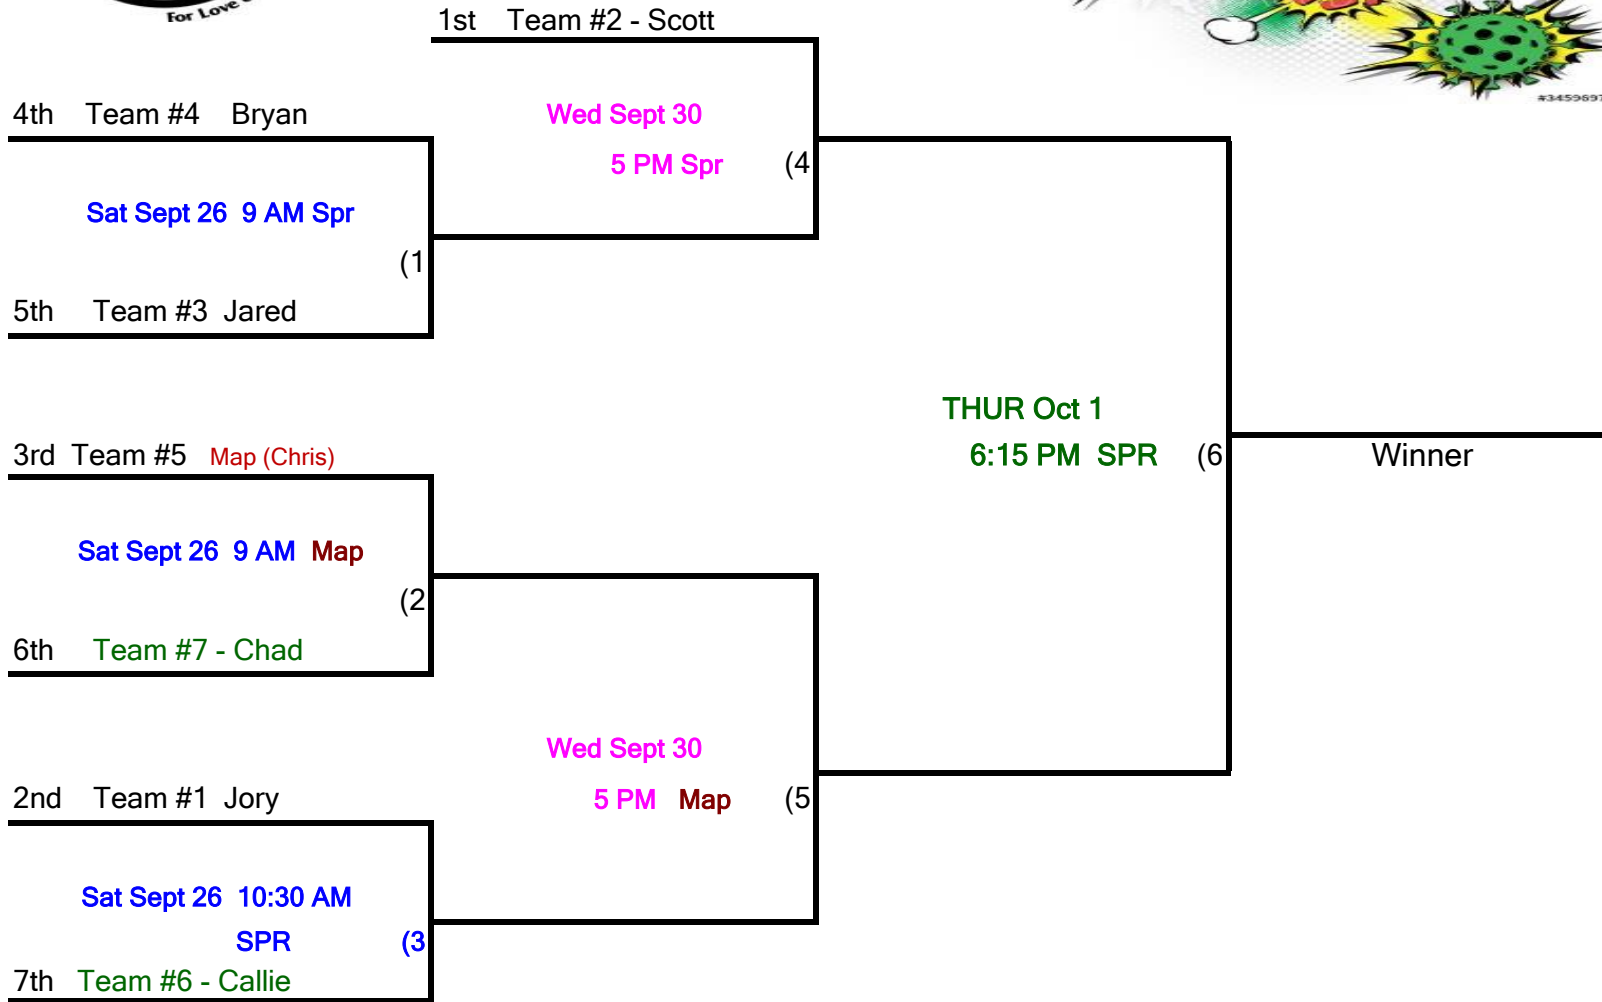 For Love
1st Team #2 - Scott
#3459697
4th Team #4 Bryan
Wed Sept 30
5 PM Spr (4
Sat Sept 26 9 AM Spr
(1
5th Team #3 Jared
THUR Oct 1
6:15 PM SPR (6
Winner
3rd Team #5 Map (Chris)
Sat Sept 26 9 AM Map
(2
6th Team #7 - Chad
Wed Sept 30
5 PM Map (5
2nd Team #1 Jory
Sat Sept 26 10:30 AM
SPR (3
7th Team #6 - Callie